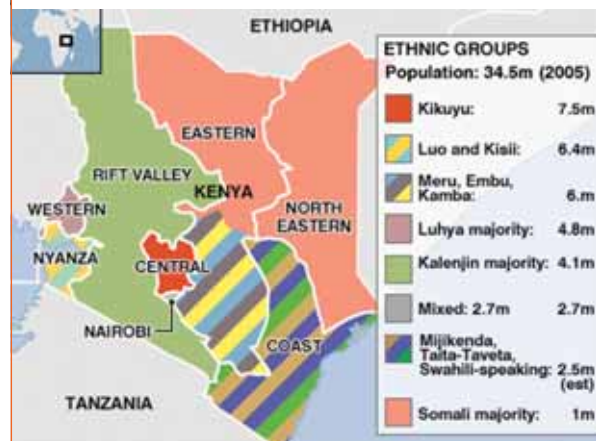 ETHIOPIA
EASTERN
RIFT VALLEY
KENYA
NORTH
EASTERN
WESTERN
NYANZA
CENTRAL
NAIROBI
COAST
TANZANIA
ETHNIC GROUPS
Population: 34.5m (2005)
Kikuyu: 7.5m
Luo and Kisii: 6.4m
Meru, Embu,
Kamba: 6.m
Luhya majority: 4.8m
Kalenjin majority: 4.1m
Mixed: 2.7m 2.7m
Mijikenda,
Taita-Taveta,
Swahili-speaking: 2.5m
(est)
Somali majority: 1m